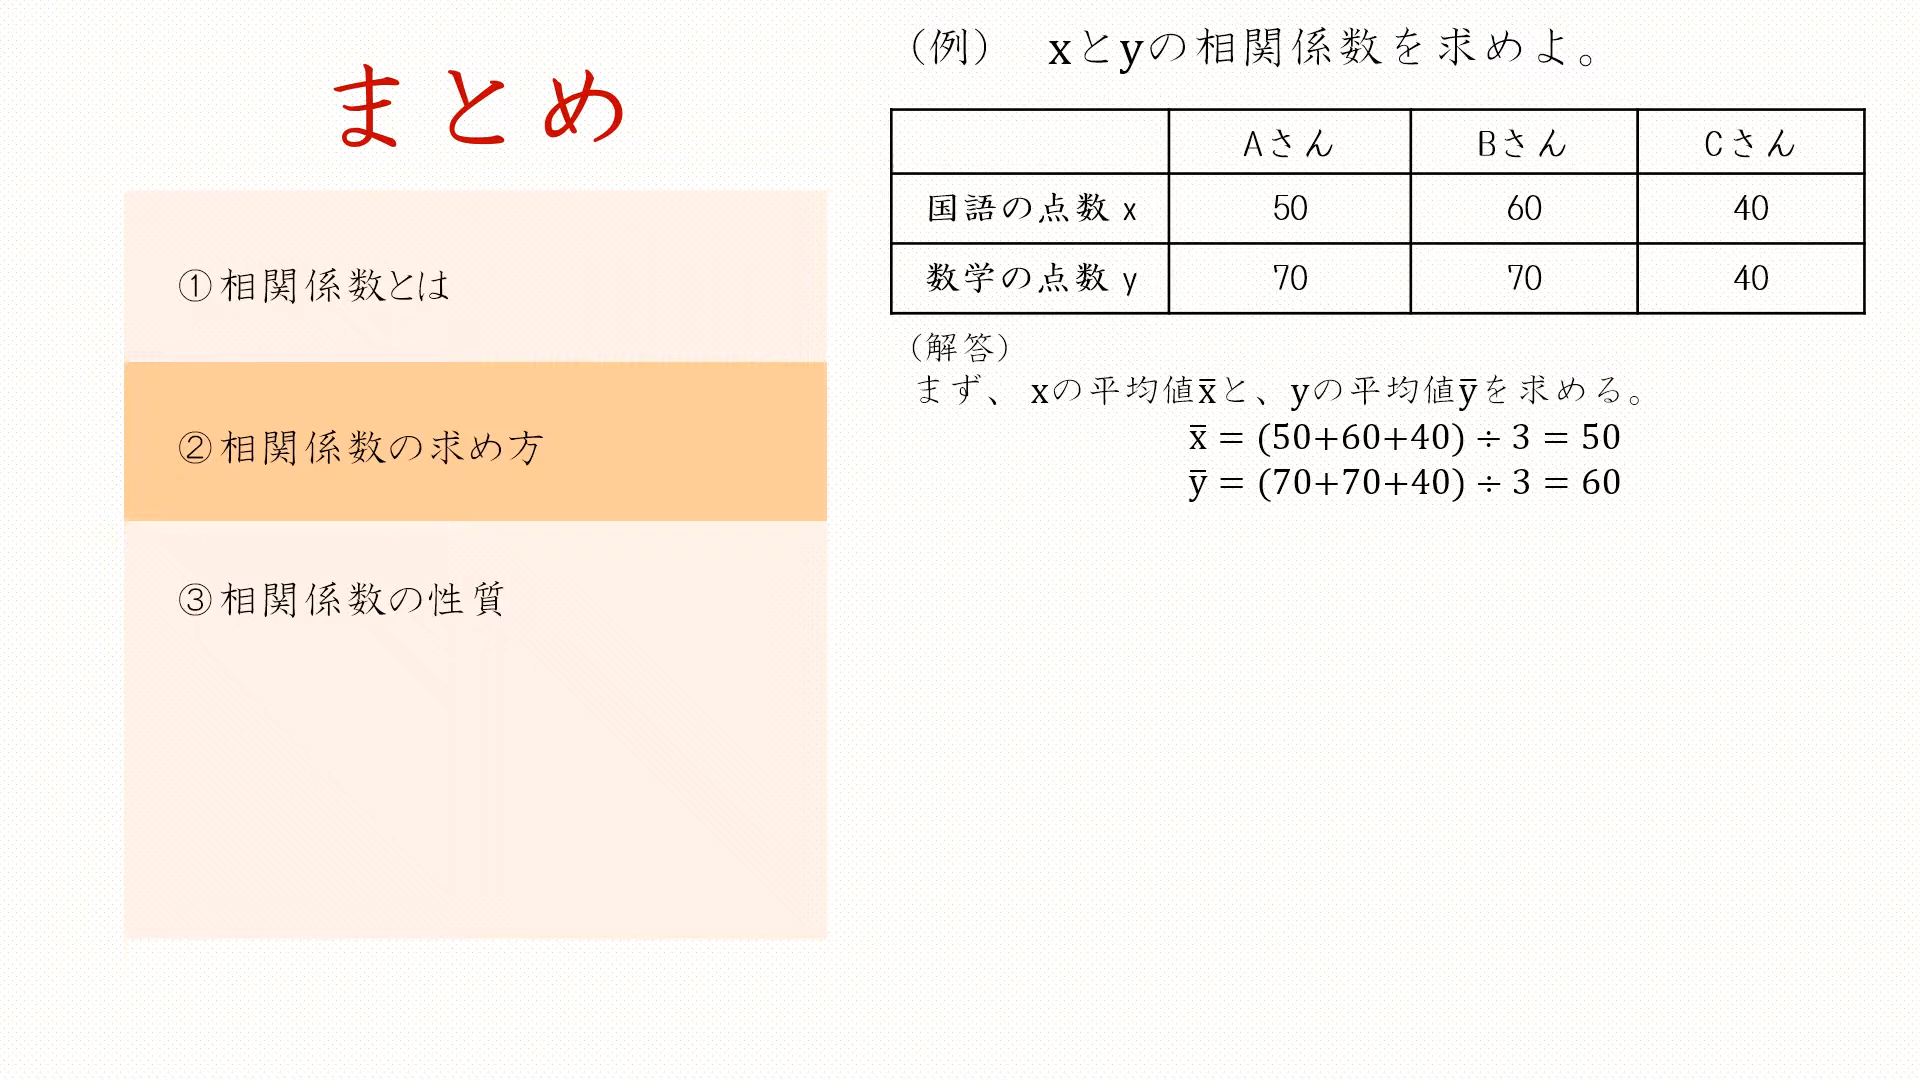 まとめ
①相関係数とは
②相関係数の求め方
③相関係数の性質
(例) xとyの相関係数を求めよ。
Aさん Bさん Cさん
国語の点数 x 50 60 40
数学の点数 y 70 70 40
(解答)
まず、xの平均値x̅と、yの平均値y̅を求める。
x̅ = (50+60+40) ÷ 3 = 50
y̅ = (70+70+40) ÷ 3 = 60